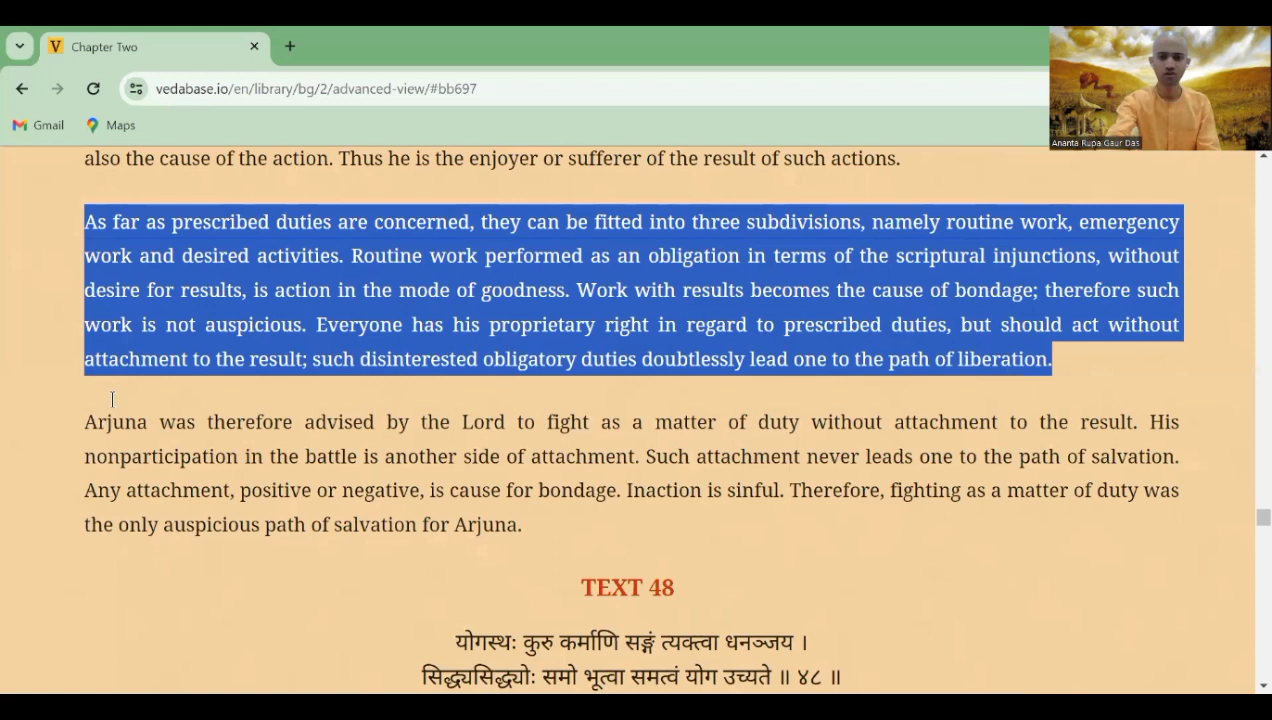 Chapter Two
vedabase.io/en/library/bg/2/advanced-view/#bb697
Gmail Maps
Ananta Rupa Gaur Das
also the cause of the action. Thus he is the enjoyer or sufferer of the result of such actions.
As far as prescribed duties are concerned, they can be fitted into three subdivisions, namely routine work, emergency
work and desired activities. Routine work performed as an obligation in terms of the scriptural injunctions, without
desire for results, is action in the mode of goodness. Work with results becomes the cause of bondage; therefore such
work is not auspicious. Everyone has his proprietary right in regard to prescribed duties, but should act without
attachment to the result; such disinterested obligatory duties doubtlessly lead one to the path of liberation.
Arjuna was therefore advised by the Lord to fight as a matter of duty without attachment to the result. His
nonparticipation in the battle is another side of attachment. Such attachment never leads one to the path of salvation.
Any attachment, positive or negative, is cause for bondage. Inaction is sinful. Therefore, fighting as a matter of duty was
the only auspicious path of salvation for Arjuna.
TEXT 48
योगस्थः कुरु कर्माणि सङ्गं त्यक्त्वा धनञ्जय ।
सिद्ध्यसिद्ध्योः समो भूत्वा समत्वं योग उच्यते ॥ ४८ ॥